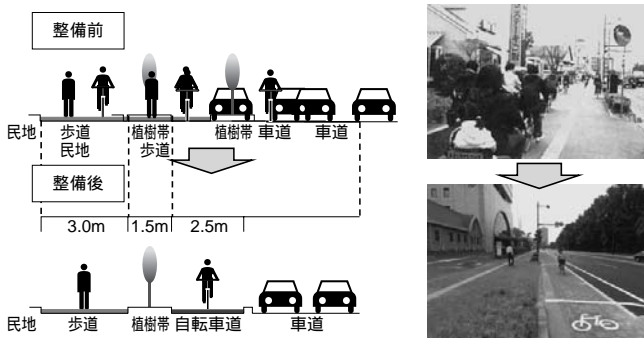 整備前
民地
歩道
民地
植樹帯
歩道
植樹帯
車道
車道
整備後
3.0m
1.5m
2.5m
民地
歩道
植樹帯
自転車道
車道